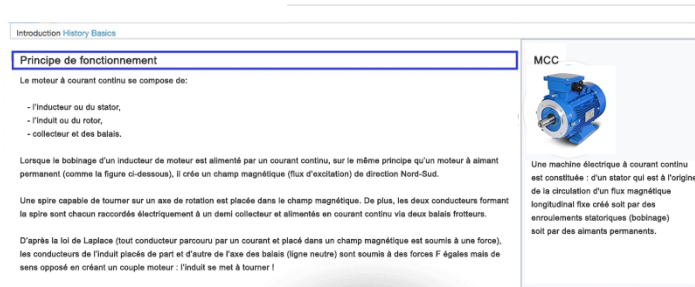 Introduction History Basics
Principe de fonctionnement
Le moteur à courant continu se compose de:
- l'Inducteur ou du stator,
- l'Induit ou du rotor,
- collecteur et des balais.
Lorsque le bobinage d'un inducteur de moteur est alimenté par un courant continu, sur le même principe qu'un moteur à aimant
permanent (comme la figure ci-dessous), il crée un champ magnétique (flux d'excitation) de direction Nord-Sud.
Une spire capable de tourner sur un axe de rotation est placée dans le champ magnétique. De plus, les deux conducteurs formant
la spire sont chacun raccordés électriquement à un demi collecteur et alimentés en courant continu via deux balais frotteurs.
D'après la loi de Laplace (tout conducteur parcouru par un courant et placé dans un champ magnétique est soumis à une force),
les conducteurs de l'induit placés de part et d'autre de l'axe des balais (ligne neutre) sont soumis à des forces F égales mais de
sens opposé en créant un couple moteur : l'induit se met à tourner !
MCC
Une machine électrique à courant continu
est constituée : d'un stator qui est à l'origine
de la circulation d'un flux magnétique
longitudinal fixe créé soit par des
enroulements statoriques (bobinage)
soit par des aimants permanents.